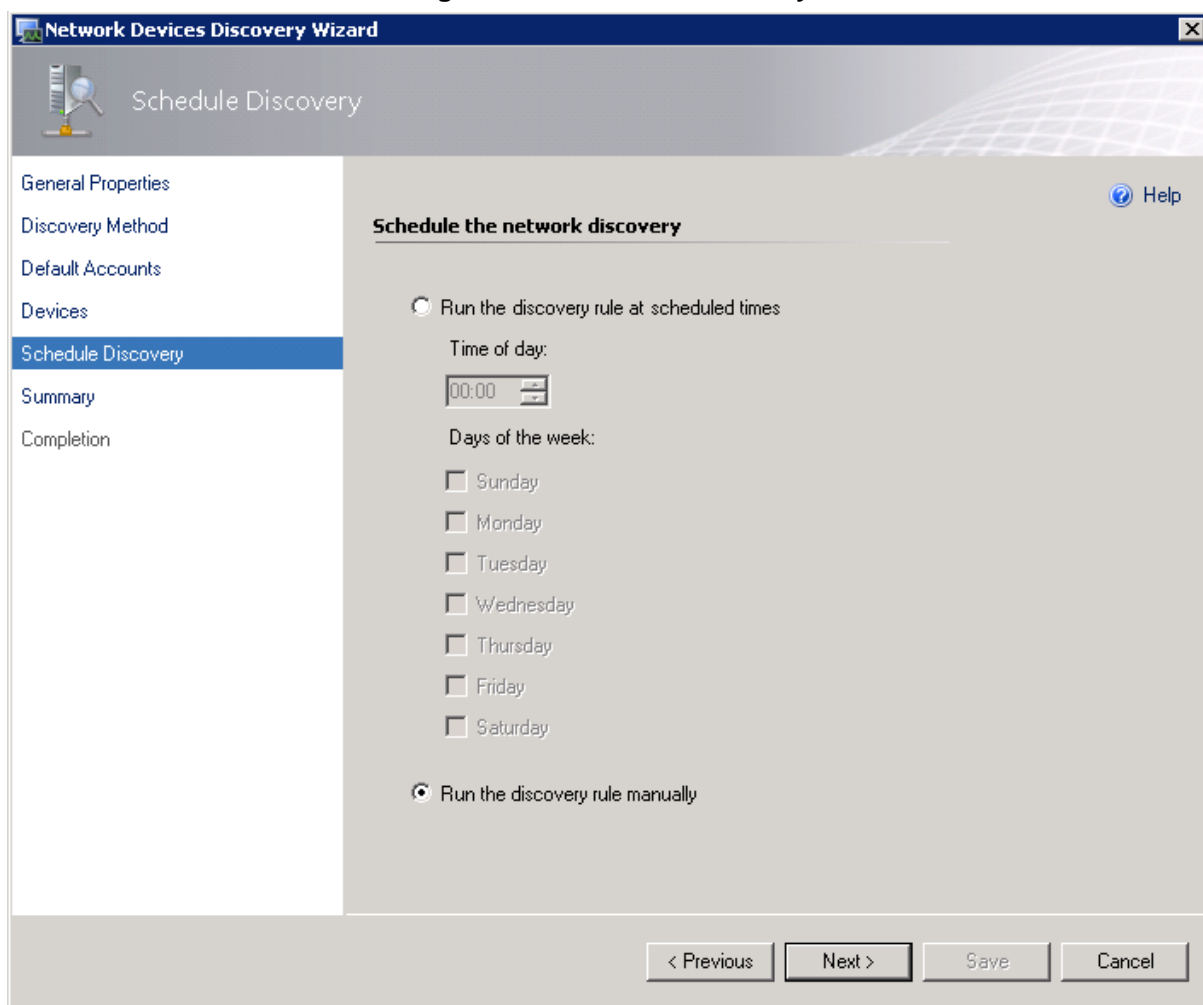 Network Devices Discovery Wizard
Schedule Discovery
General Properties
Discovery Method
Default Accounts
Devices
Schedule Discovery
Summary
Completion
Help
Schedule the network discovery
Run the discovery rule at scheduled times
Time of day:
00:00
Days of the week:
Sunday
Monday
Tuesday
Wednesday
Thursday
Friday
Saturday
Run the discovery rule manually
< Previous
Next >
Save
Cancel